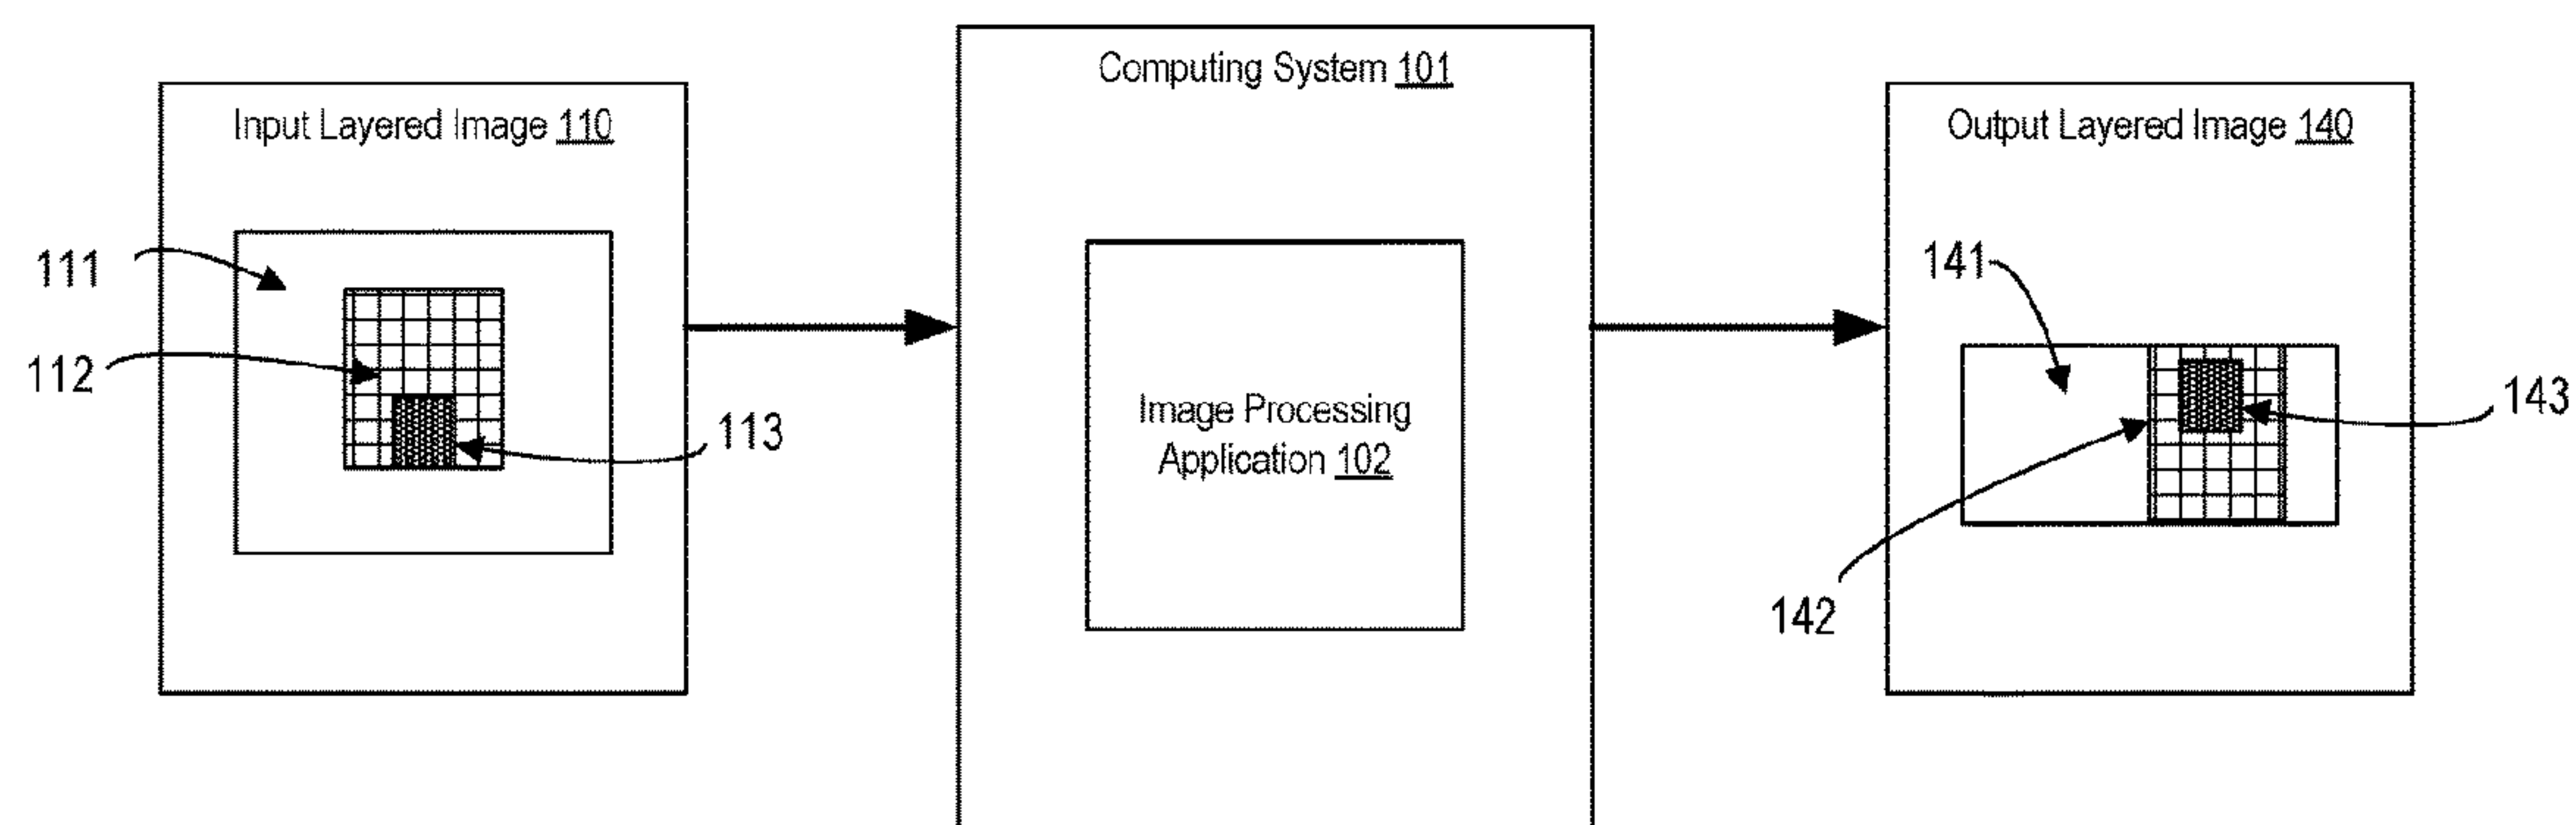 Input Layered Image 110
111
112
113
Computing System 101
Image Processing
Application 102
Output Layered Image 140
141
142
143